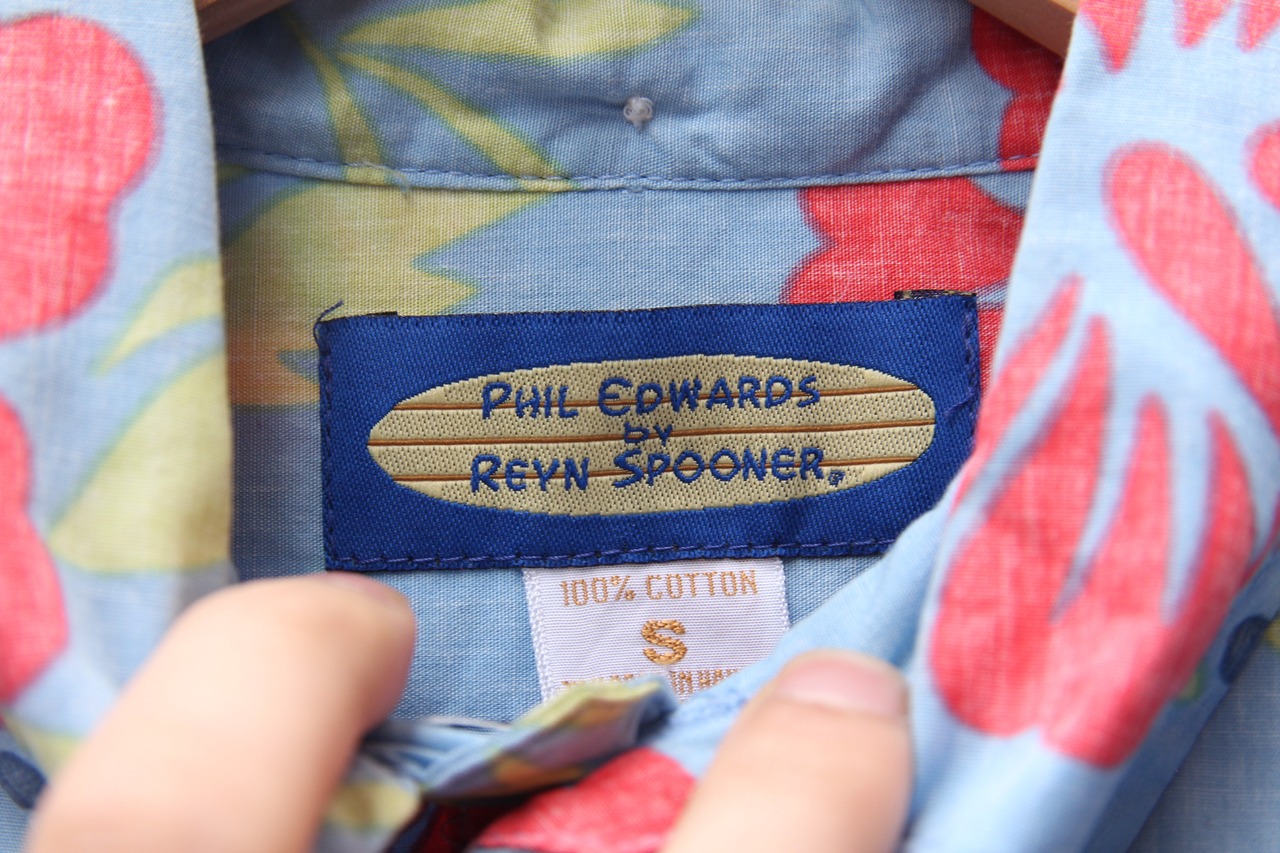 PHIL EDWARDS
by
REYN SPOONER®
100% COTTON
S